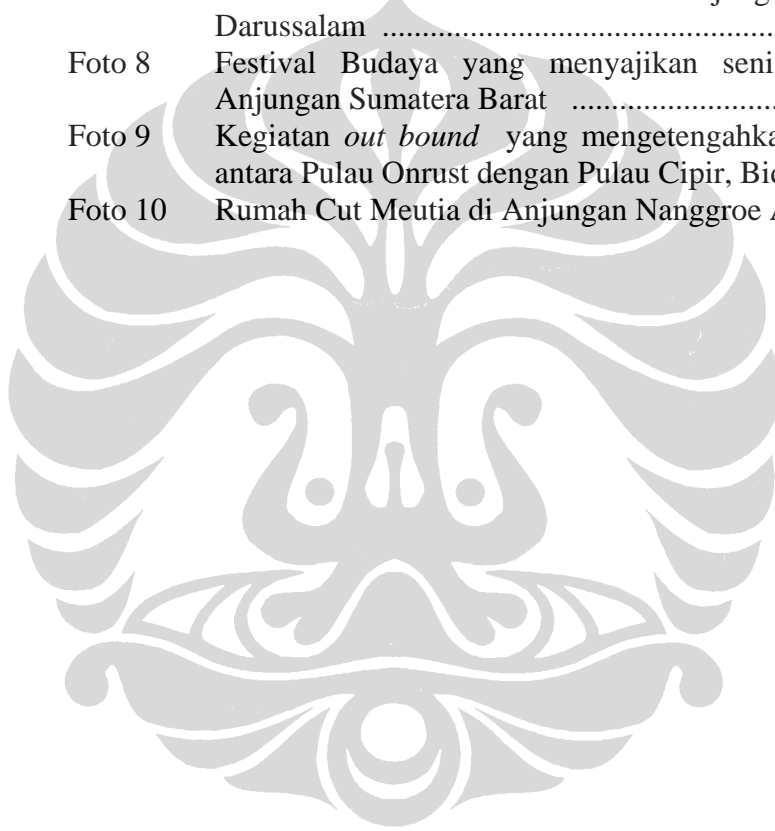 Darussalam ................................................
Foto 8 Festival Budaya yang menyajikan seni
Anjungan Sumatera Barat .......................
Foto 9 Kegiatan out bound yang mengetengahka
antara Pulau Onrust dengan Pulau Cipir, Bid
Foto 10 Rumah Cut Meutia di Anjungan Nanggroe A